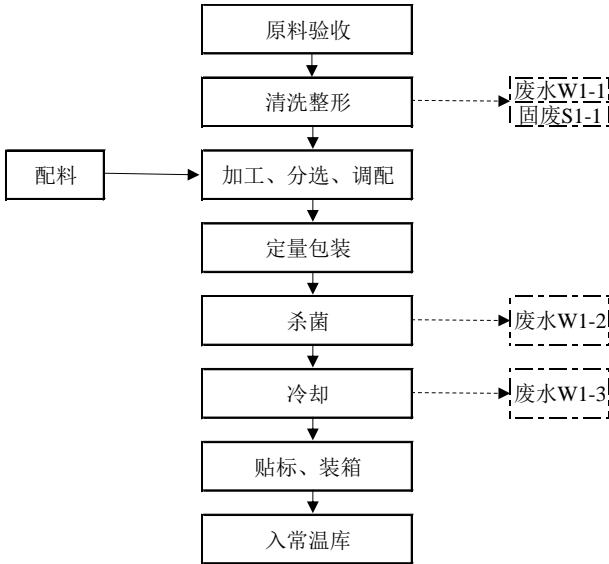 原料验收
清洗整形
废水W1-1
固废S1-1
配料
加工、分选、调配
定量包装
杀菌
废水W1-2
冷却
废水W1-3
贴标、装箱
入常温库